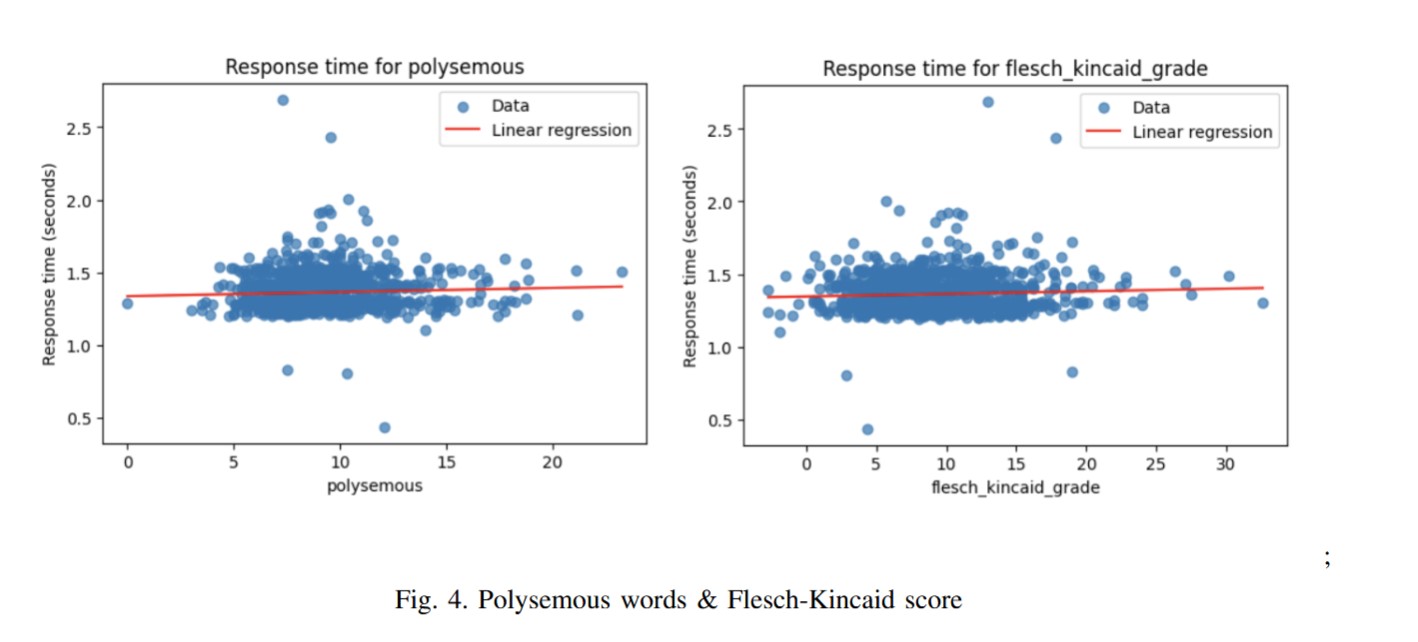 Response time for polysemous
Data
Linear regression
Response time (seconds)
2.5
2.0
1.5
1.0
0.5
0 5 10 15 20
polysemous
Response time for flesch_kincaid_grade
Data
Linear regression
Response time (seconds)
2.5
2.0
1.5
1.0
0.5
0 5 10 15 20 25 30
flesch_kincaid_grade
;
Fig. 4. Polysemous words & Flesch-Kincaid score